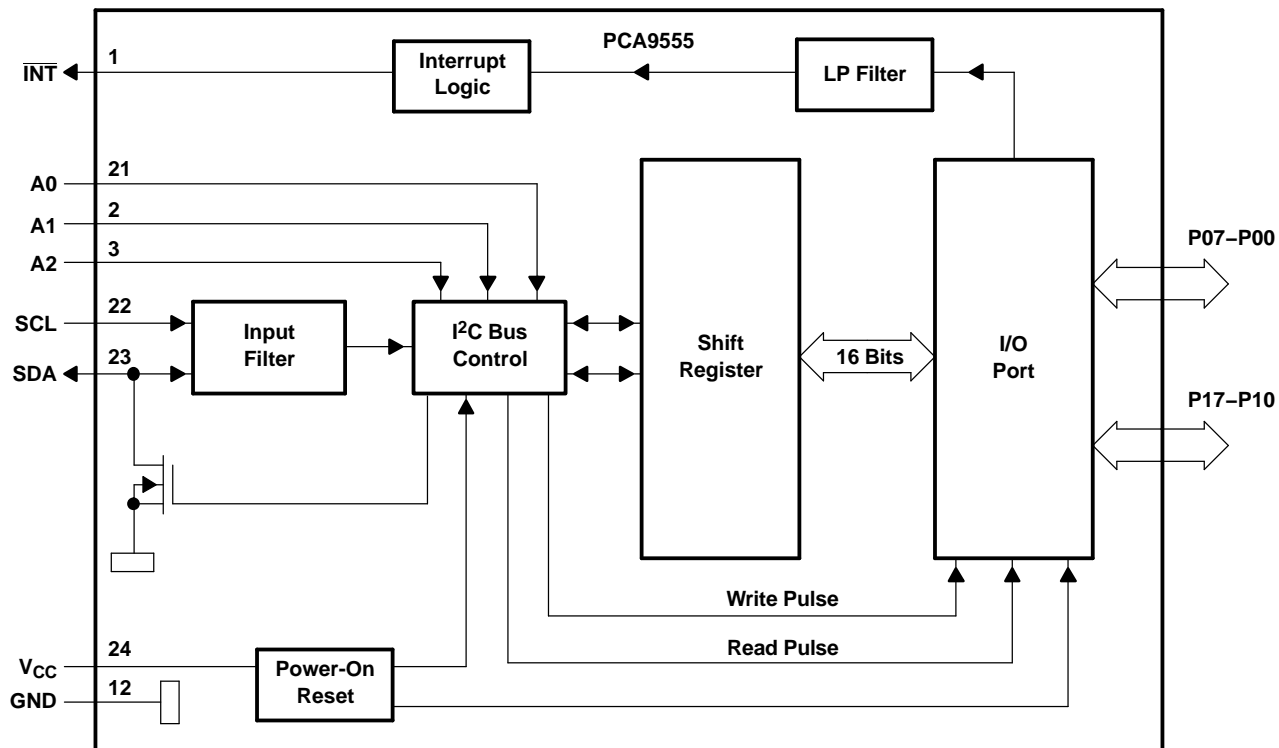 PCA9555
1
INT
Interrupt
Logic
LP Filter
21
A0
2
A1
3
A2
P07–P00
22
SCL
Input
Filter
I2C Bus
Control
Shift
Register
16 Bits
I/O
Port
23
SDA
P17–P10
Write Pulse
Read Pulse
24
VCC
Power-On
Reset
12
GND